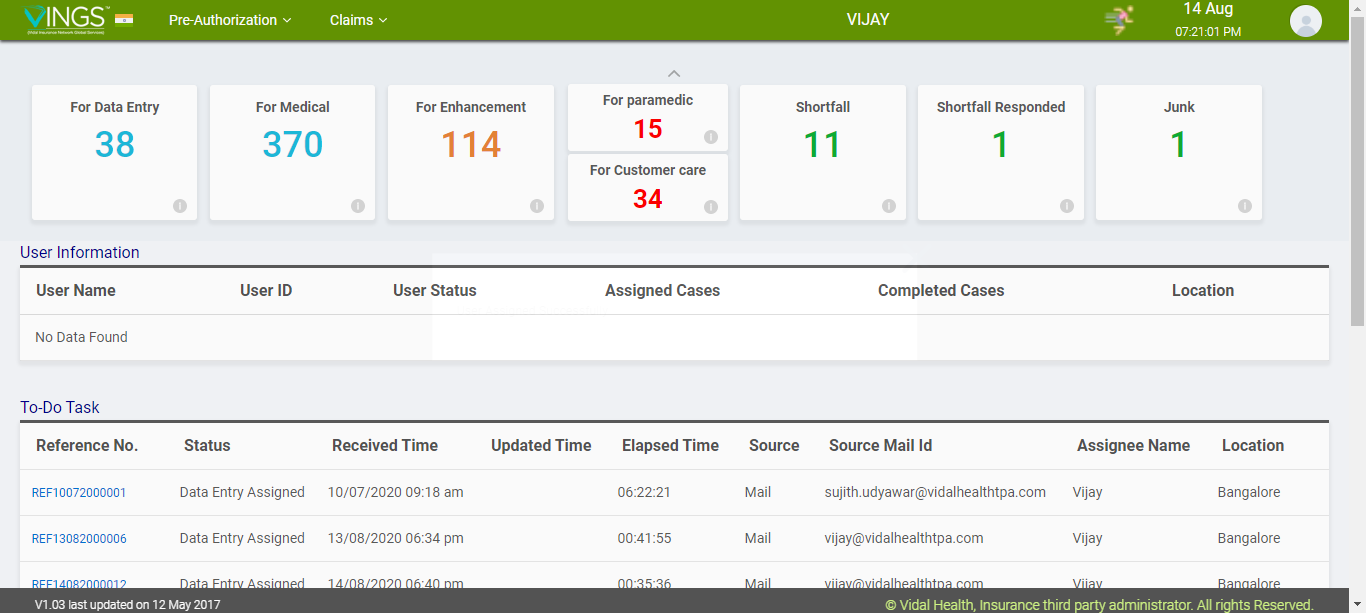 VINGS™
(Vidal Insurance Network Global Services)
Pre-Authorization
Claims
VIJAY
14 Aug
07:21:01 PM
For Data Entry
38
For Medical
370
For Enhancement
114
For paramedic
15
For Customer care
34
Shortfall
11
Shortfall Responded
1
Junk
1
User Information
User Name User ID User Status Assigned Cases Completed Cases Location
No Data Found
To-Do Task
Reference No. Status Received Time Updated Time Elapsed Time Source Source Mail Id Assignee Name Location
REF10072000001 Data Entry Assigned 10/07/2020 09:18 am 06:22:21 Mail sujith.udyawar@vidalhealthtpa.com Vijay Bangalore
REF13082000006 Data Entry Assigned 13/08/2020 06:34 pm 00:41:55 Mail vijay@vidalhealthtpa.com Vijay Bangalore
REF14082000012 Data Entry Assigned 14/08/2020 06:40 pm 00:35:36 Mail vijay@vidalhealthtpa.com Vijay Bangalore
V1.03 last updated on 12 May 2017
© Vidal Health, Insurance third party administrator. All rights Reserved.